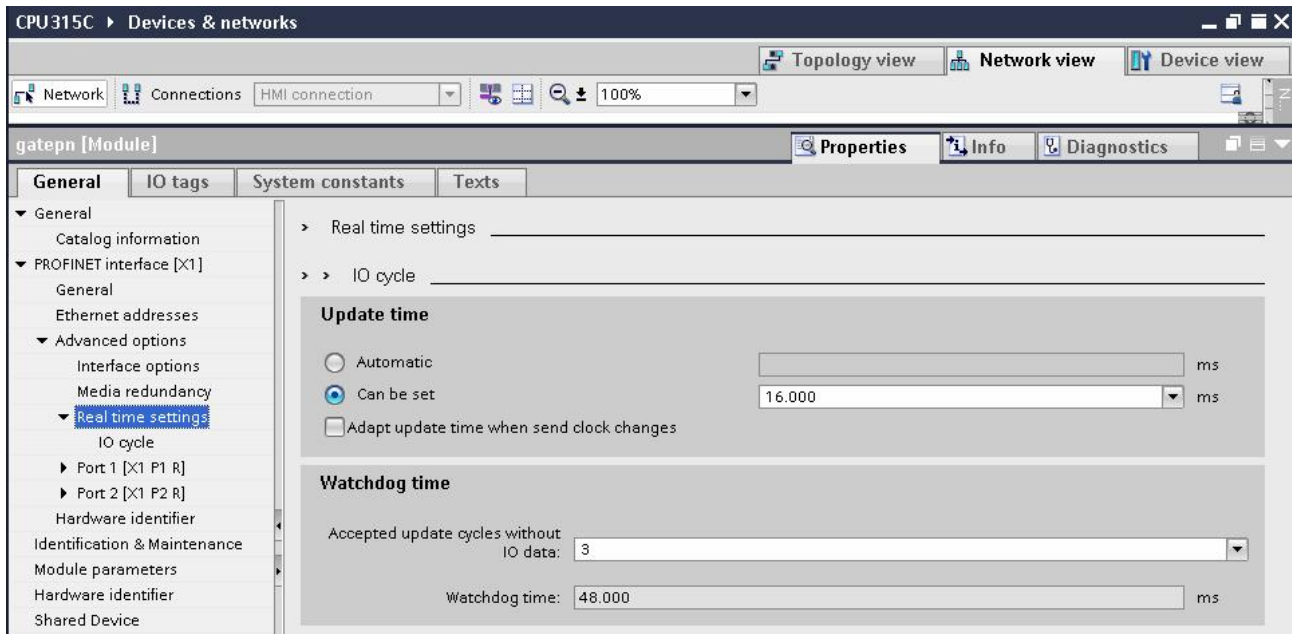 CPU315C ▸ Devices & networks
Topology view
Network view
Device view
Network
Connections
HMI connection
100%
gatepn [Module]
Properties
Info
Diagnostics
General
IO tags
System constants
Texts
General
Catalog information
PROFINET interface [X1]
General
Ethernet addresses
Advanced options
Interface options
Media redundancy
Real time settings
IO cycle
Port 1 [X1 P1 R]
Port 2 [X1 P2 R]
Hardware identifier
Identification & Maintenance
Module parameters
Hardware identifier
Shared Device
Real time settings
IO cycle
Update time
Automatic ms
Can be set 16.000 ms
Adapt update time when send clock changes
Watchdog time
Accepted update cycles without
IO data: 3
Watchdog time: 48.000 ms